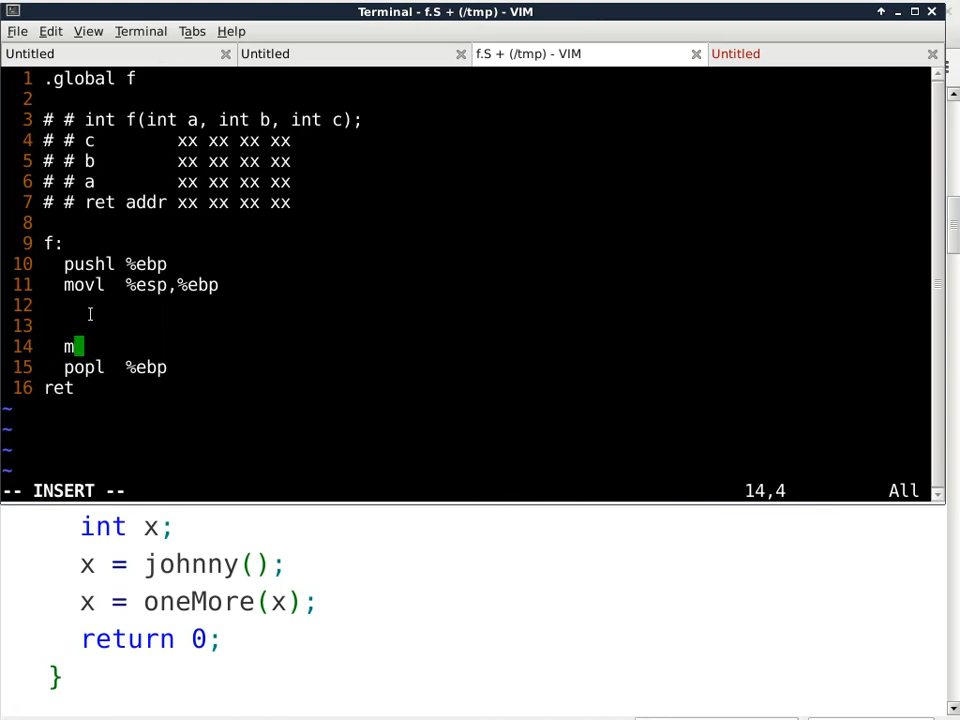 Terminal - f.S + (/tmp) - VIM
File Edit View Terminal Tabs Help
Untitled Untitled f.S + (/tmp) - VIM Untitled
1 .global f
2
3 # # int f(int a, int b, int c);
4 # # c xx xx xx xx
5 # # b xx xx xx xx
6 # # a xx xx xx xx
7 # # ret addr xx xx xx xx
8
9 f:
10 pushl %ebp
11 movl %esp,%ebp
12
13
14 m
15 popl %ebp
16 ret
~
~
~
~
-- INSERT -- 14,4 All
int x;
x = johnny();
x = oneMore(x);
return 0;
}